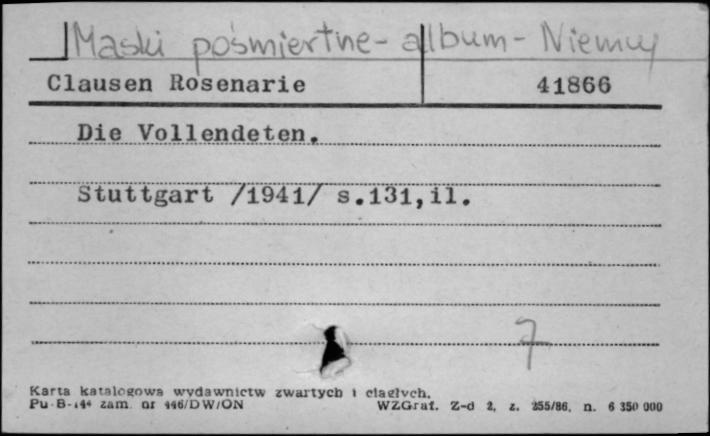 Maski pośmiertne - album - Niemcy
Clausen Rosenarie 41866
Die Vollendeten.
Stuttgart /1941/ s.131,il.
7
Karta katalogowa wydawnictw zwartych i ciągłych.
Pu-B-144 zam. nr 446/DW/ON WZGraf. Z-d 2, z. 255/86, n. 6 350 000